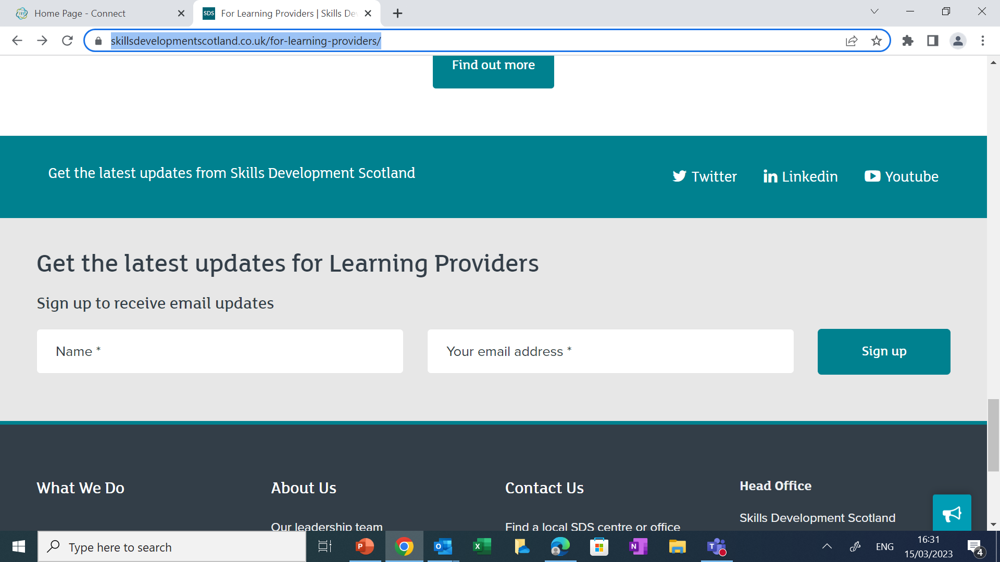 Home Page - Connect
SDS For Learning Providers | Skills De
skillsdevelopmentscotland.co.uk/for-learning-providers/
Find out more
Get the latest updates from Skills Development Scotland
Twitter
Linkedin
Youtube
Get the latest updates for Learning Providers
Sign up to receive email updates
Name *
Your email address *
Sign up
What We Do
About Us
Contact Us
Head Office
Our leadership team
Find a local SDS centre or office
Skills Development Scotland
Type here to search
ENG
16:31
15/03/2023
4